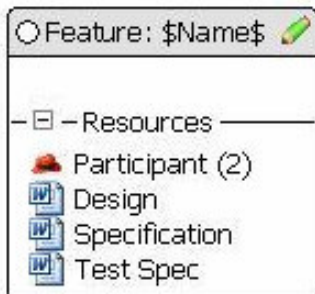 Feature: $Name$
Resources
Participant (2)
Design
Specification
Test Spec